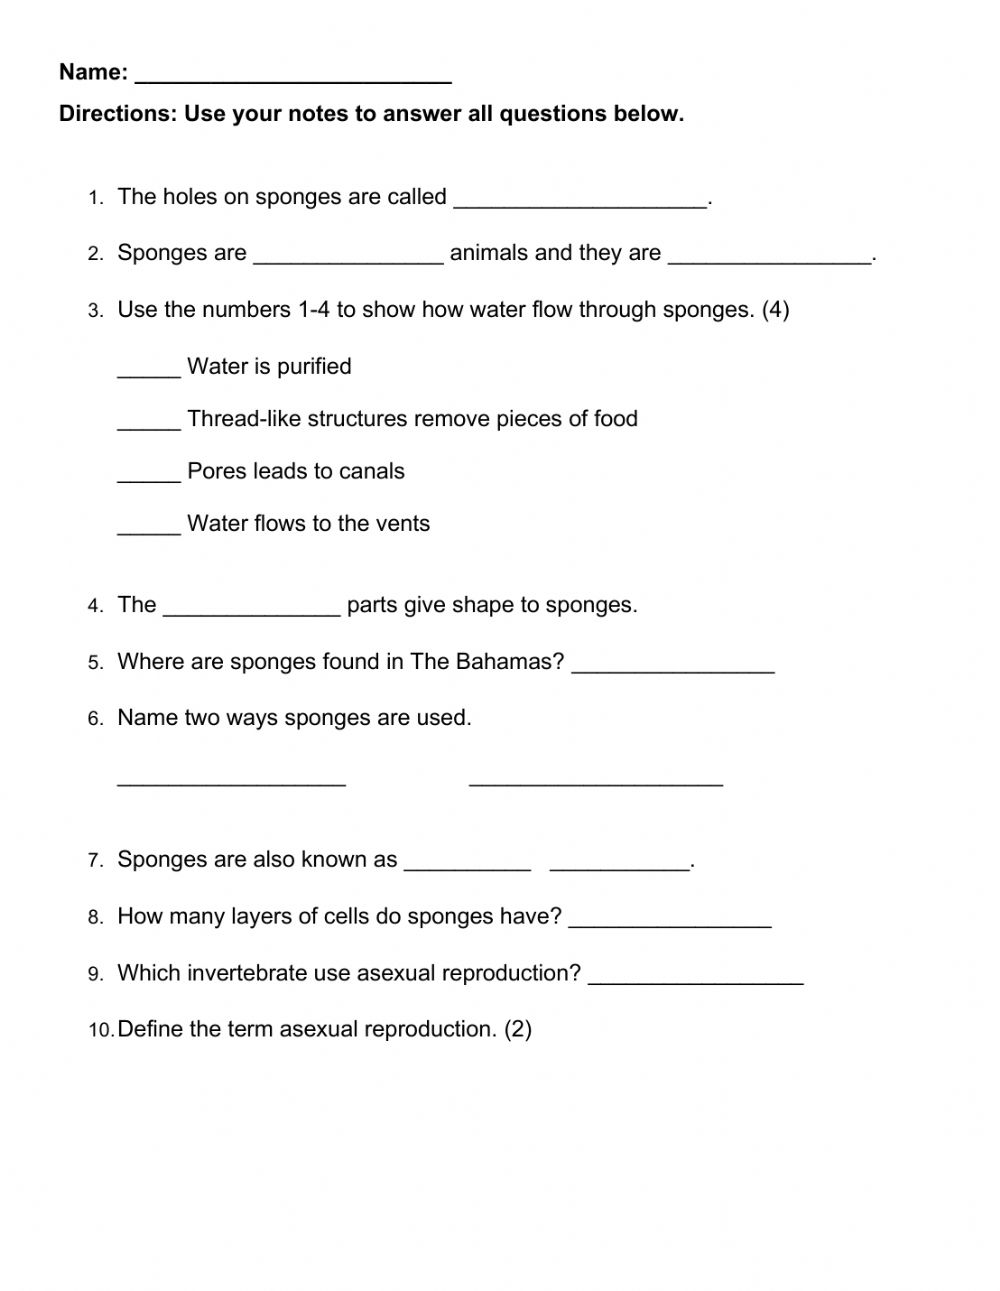 Name: _________________________
Directions: Use your notes to answer all questions below.
1. The holes on sponges are called ____________________.
2. Sponges are _______________ animals and they are ________________.
3. Use the numbers 1-4 to show how water flow through sponges. (4)
_____ Water is purified
_____ Thread-like structures remove pieces of food
_____ Pores leads to canals
_____ Water flows to the vents
4. The ______________ parts give shape to sponges.
5. Where are sponges found in The Bahamas? ________________
6. Name two ways sponges are used.
__________________ ____________________
7. Sponges are also known as __________ ___________.
8. How many layers of cells do sponges have? ________________
9. Which invertebrate use asexual reproduction? _________________
10. Define the term asexual reproduction. (2)